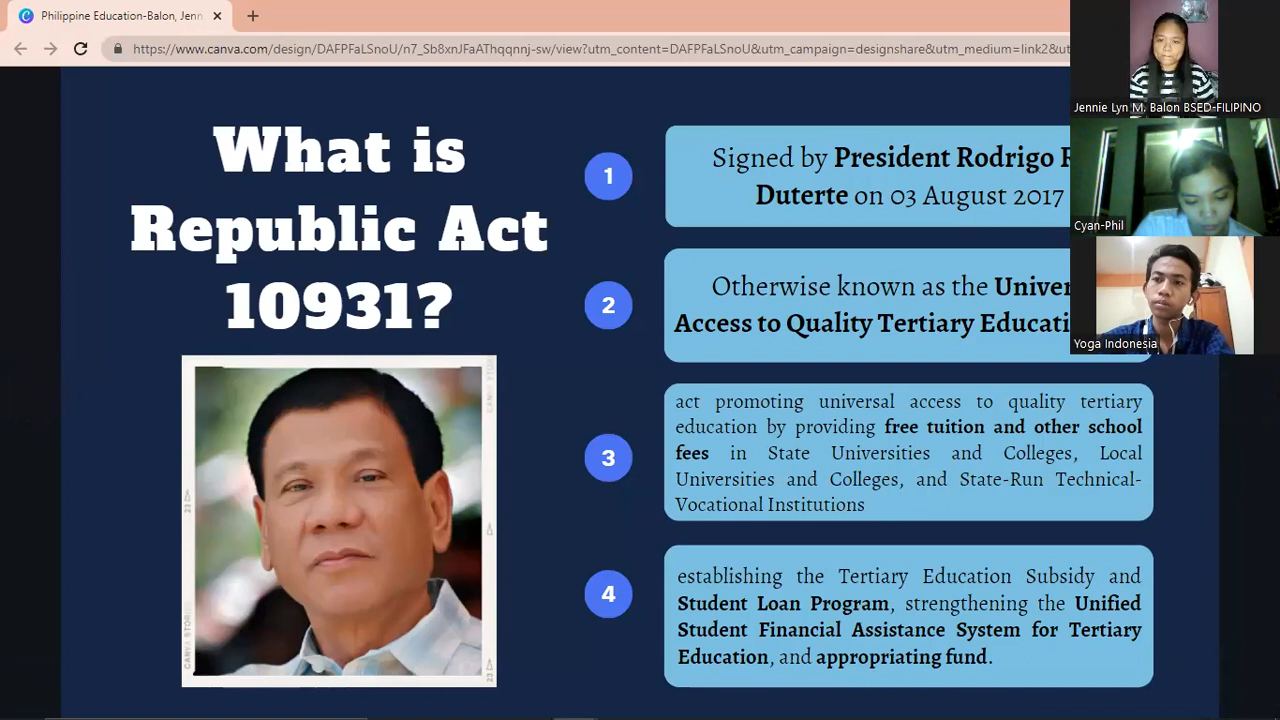 Philippine Education-Balon, Jenn
https://www.canva.com/design/DAFPFaLSnoU/n7_Sb8xnJFaAThqqnnj-sw/view?utm_content=DAFPFaLSnoU&utm_campaign=designshare&utm_medium=link2&ut
What is
Republic Act
10931?
1
Signed by President Rodrigo R
Duterte on 03 August 2017
2
Otherwise known as the Univer
Access to Quality Tertiary Educati
3
act promoting universal access to quality tertiary
education by providing free tuition and other school
fees in State Universities and Colleges, Local
Universities and Colleges, and State-Run Technical-
Vocational Institutions
4
establishing the Tertiary Education Subsidy and
Student Loan Program, strengthening the Unified
Student Financial Assistance System for Tertiary
Education, and appropriating fund.
CANVA STORIES
23
23
Jennie Lyn M. Balon BSED-FILIPINO
Cyan-Phil
Yoga Indonesia